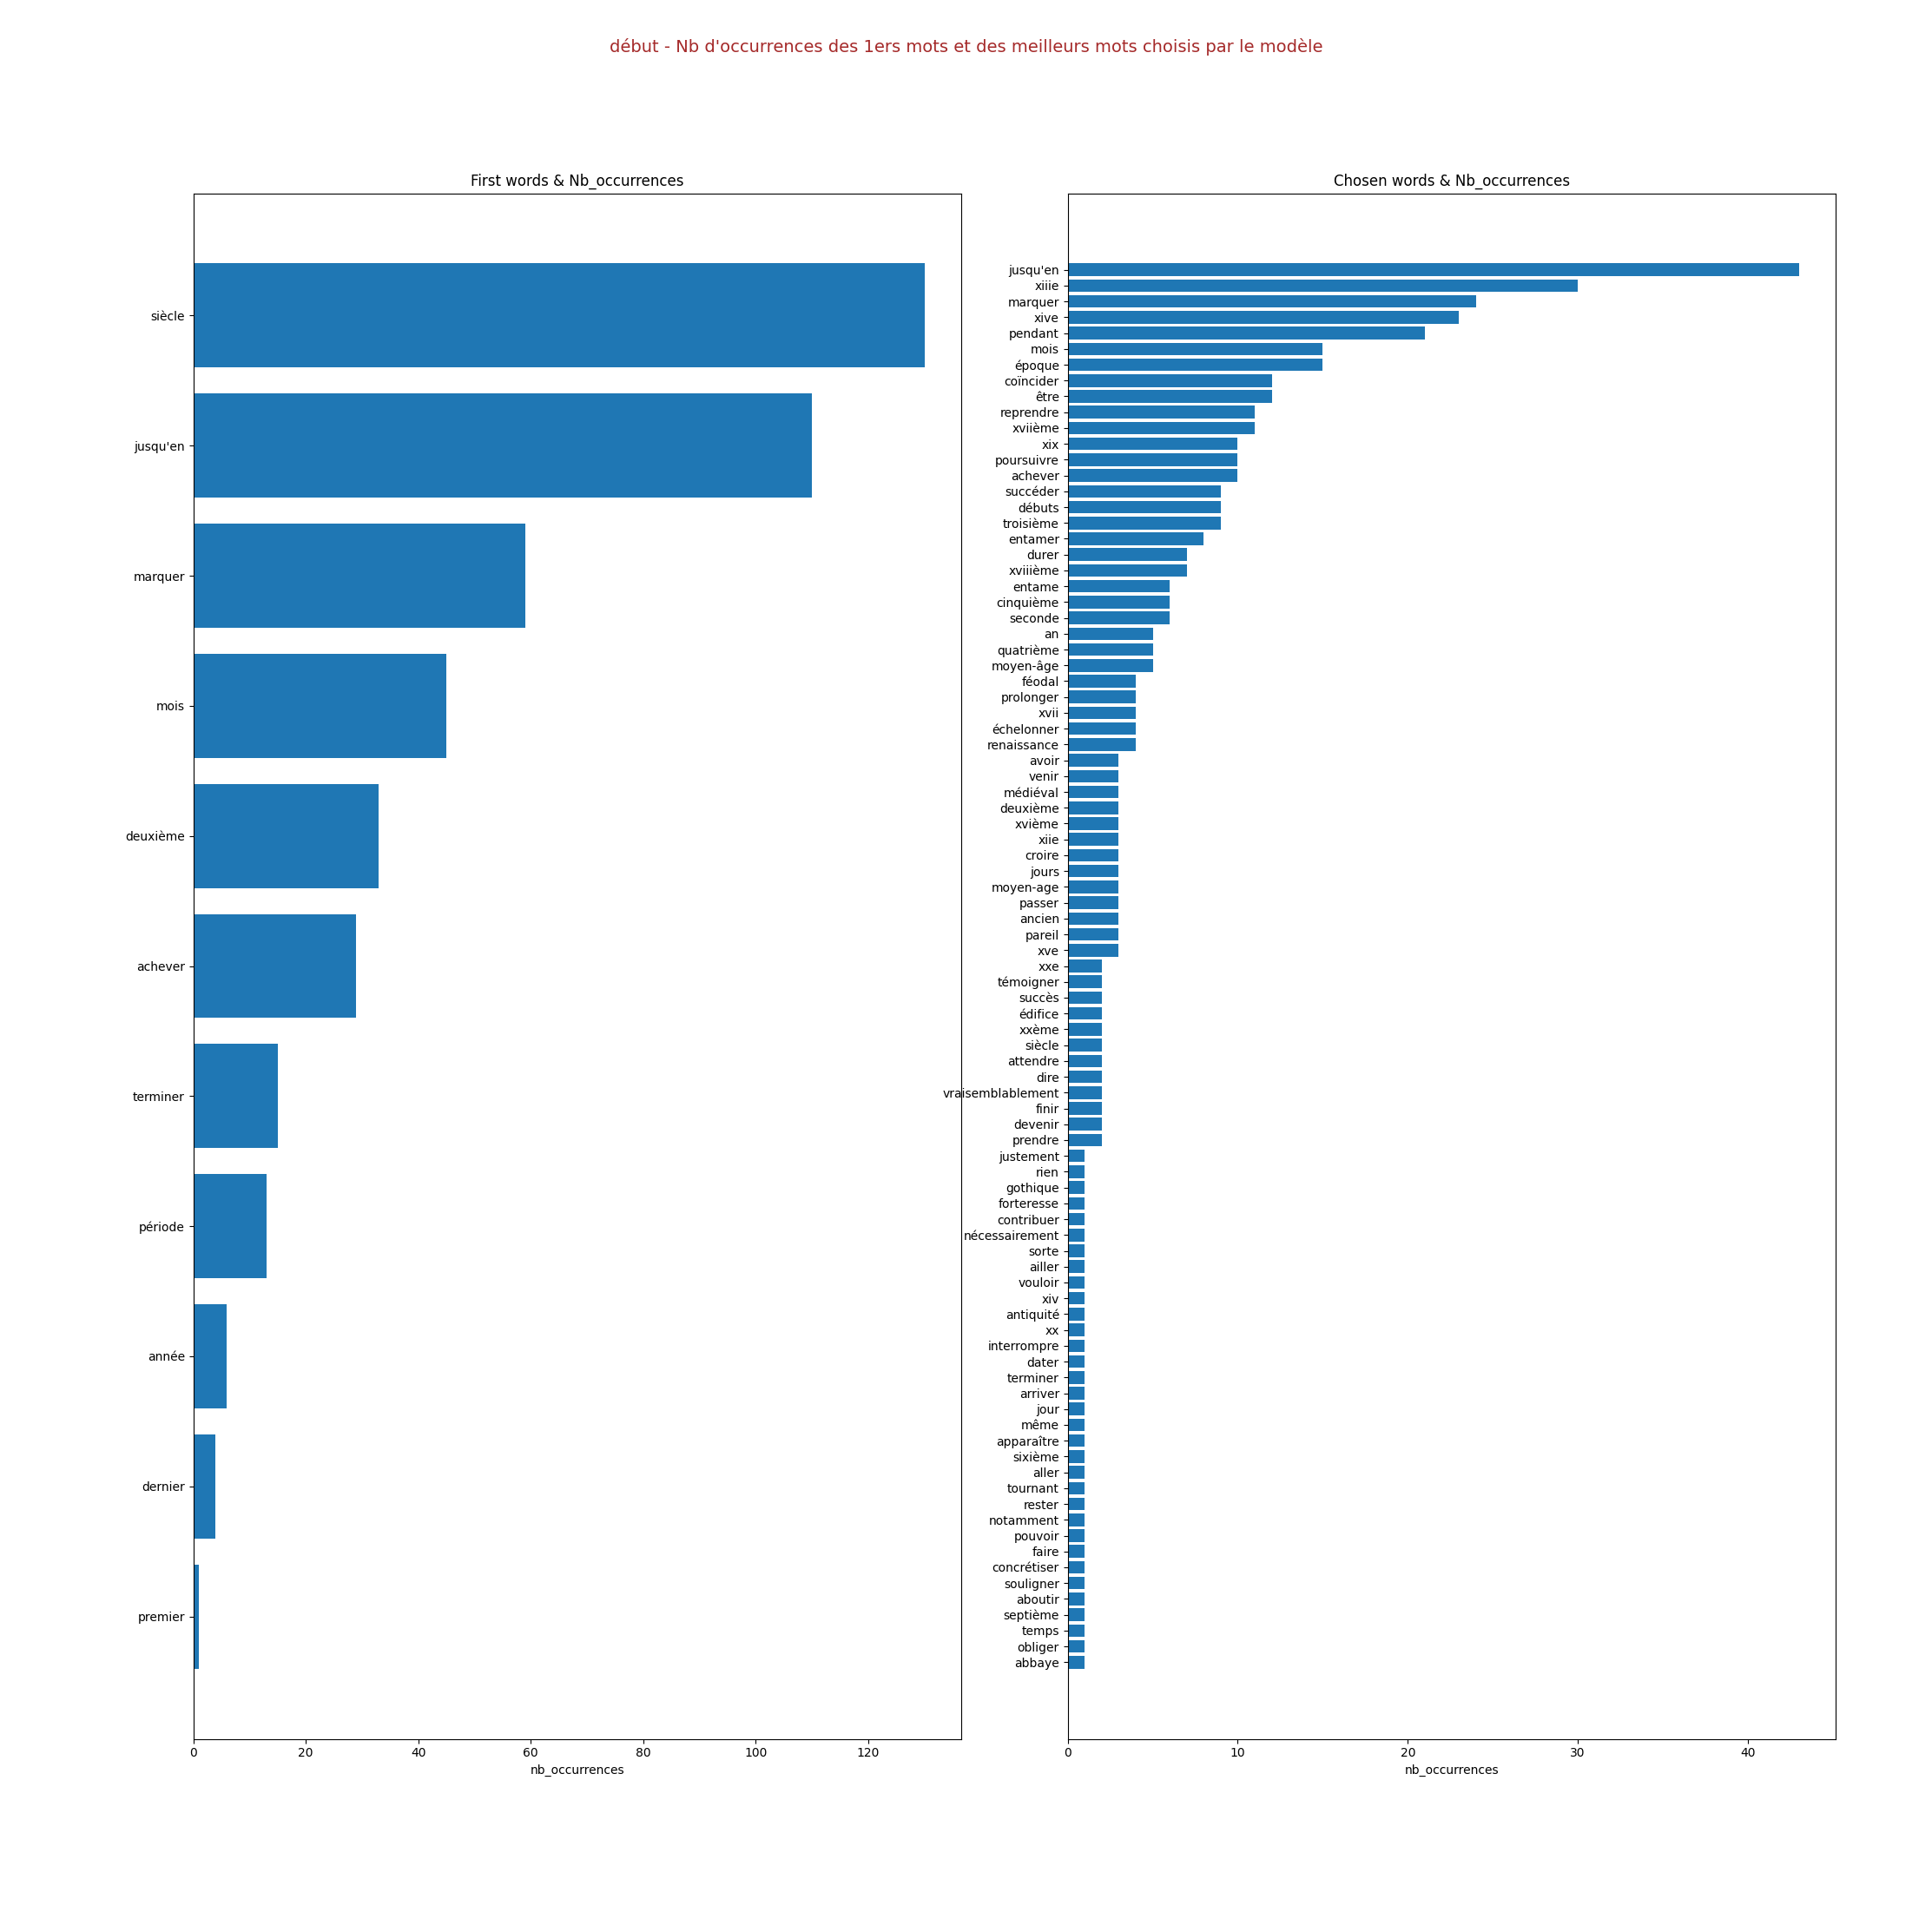 début - Nb d'occurrences des 1ers mots et des meilleurs mots choisis par le modèle
First words & Nb_occurrences
siècle
jusqu'en
marquer
mois
deuxième
achever
terminer
période
année
dernier
premier
0 20 40 60 80 100 120
nb_occurrences
Chosen words & Nb_occurrences
jusqu'en
xiiie
marquer
xive
pendant
mois
époque
coïncider
être
reprendre
xviième
xix
poursuivre
achever
succéder
débuts
troisième
entamer
durer
xviiième
entame
cinquième
seconde
an
quatrième
moyen-âge
féodal
prolonger
xvii
échelonner
renaissance
avoir
venir
médiéval
deuxième
xvième
xiie
croire
jours
moyen-age
passer
ancien
pareil
xve
xxe
témoigner
succès
édifice
xxème
siècle
attendre
dire
vraisemblablement
finir
devenir
prendre
justement
rien
gothique
forteresse
contribuer
nécessairement
sorte
ailler
vouloir
xiv
antiquité
xx
interrompre
dater
terminer
arriver
jour
même
apparaître
sixième
aller
tournant
rester
notamment
pouvoir
faire
concrétiser
souligner
aboutir
septième
temps
obliger
abbaye
0 10 20 30 40
nb_occurrences